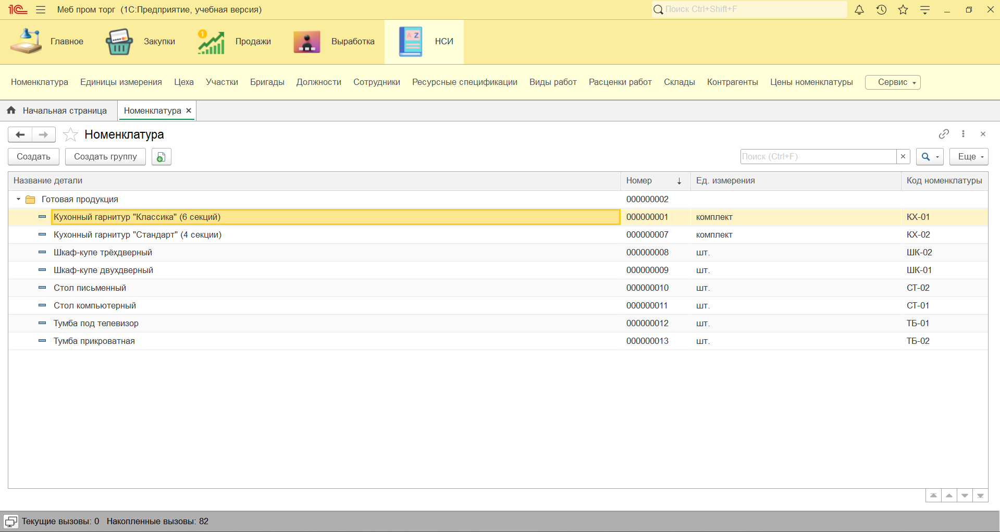 1С Меб пром торг (1С:Предприятие, учебная версия) Поиск Ctrl+Shift+F
Главное Закупки 1 Продажи Выработка A Z НСИ
Номенклатура Единицы измерения Цеха Участки Бригады Должности Сотрудники Ресурсные спецификации Виды работ Расценки работ Склады Контрагенты Цены номенклатуры Сервис
Начальная страница Номенклатура
Номенклатура
Создать Создать группу Поиск (Ctrl+F) Еще
Название детали Номер Ед. измерения Код номенклатуры
Готовая продукция 000000002
Кухонный гарнитур "Классика" (6 секций) 000000001 комплект КХ-01
Кухонный гарнитур "Стандарт" (4 секции) 000000007 комплект КХ-02
Шкаф-купе трёхдверный 000000008 шт. ШК-02
Шкаф-купе двухдверный 000000009 шт. ШК-01
Стол письменный 000000010 шт. СТ-02
Стол компьютерный 000000011 шт. СТ-01
Тумба под телевизор 000000012 шт. ТБ-01
Тумба прикроватная 000000013 шт. ТБ-02
Текущие вызовы: 0 Накопленные вызовы: 82